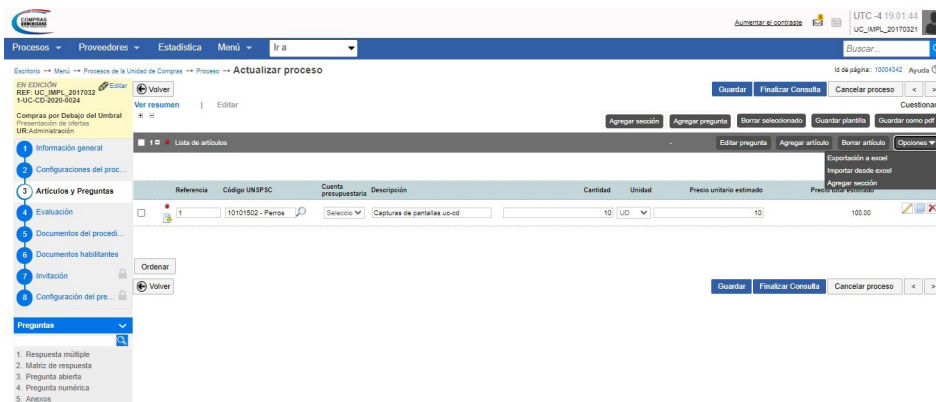 COMPRAS
DOMINICANA
Aumentar el contraste
UTC -4 19:01:44
UC_IMPL_20170321
Procesos Proveedores Estadística Menú Ir a
Buscar...
Escritorio → Menú → Procesos de la Unidad de Compras → Proceso → Actualizar proceso
Id de página:: 10004342 Ayuda
EN EDICIÓN
Editar
REF: UC_IMPL_2017032
1-UC-CD-2020-0024
Compras por Debajo del Umbral
Presentación de ofertas
UR:Administración
Volver
Guardar Finalizar Consulta Cancelar proceso < >
Ver resumen | Editar
Cuestionar
Agregar sección Agregar pregunta Borrar seleccionado Guardar plantilla Guardar como pdf
1 Lista de artículos - Editar pregunta Agregar artículo Borrar artículo Opciones
Exportación a excel
Importar desde excel
Agregar sección
1 Información general
2 Configuraciones del proc...
3 Artículos y Preguntas
4 Evaluación
5 Documentos del procedi...
6 Documentos habilitantes
7 Invitación
8 Configuración del pre...
Referencia Código UNSPSC Cuenta presupuestaria Descripción Cantidad Unidad Precio unitario estimado Precio total estimado
1 10101502 - Perros Seleccio Capturas de pantallas uc-cd 10 UD 10 100.00
Ordenar
Volver
Guardar Finalizar Consulta Cancelar proceso < >
Preguntas
1. Respuesta múltiple
2. Matriz de respuesta
3. Pregunta abierta
4. Pregunta numérica
5. Anexos